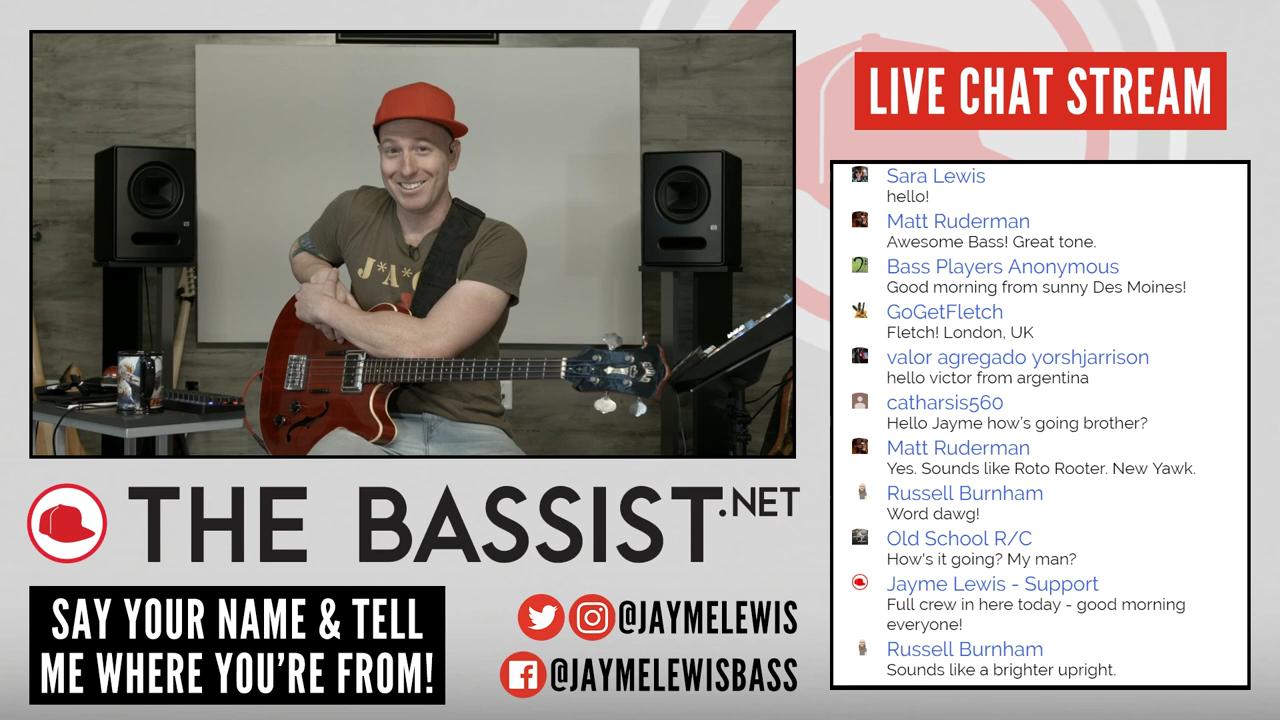 J*A*C
LIVE CHAT STREAM
Sara Lewis
hello!
Matt Ruderman
Awesome Bass! Great tone.
Bass Players Anonymous
Good morning from sunny Des Moines!
GoGetFletch
Fletch! London, UK
valor agregado yorshjarrison
hello victor from argentina
catharsis560
Hello Jayme how's going brother?
Matt Ruderman
Yes. Sounds like Roto Rooter. New Yawk.
Russell Burnham
Word dawg!
Old School R/C
How's it going? My man?
Jayme Lewis - Support
Full crew in here today - good morning
everyone!
Russell Burnham
Sounds like a brighter upright.
THE BASSIST.NET
SAY YOUR NAME & TELL
ME WHERE YOU'RE FROM!
@JAYMELEWIS
@JAYMELEWISBASS